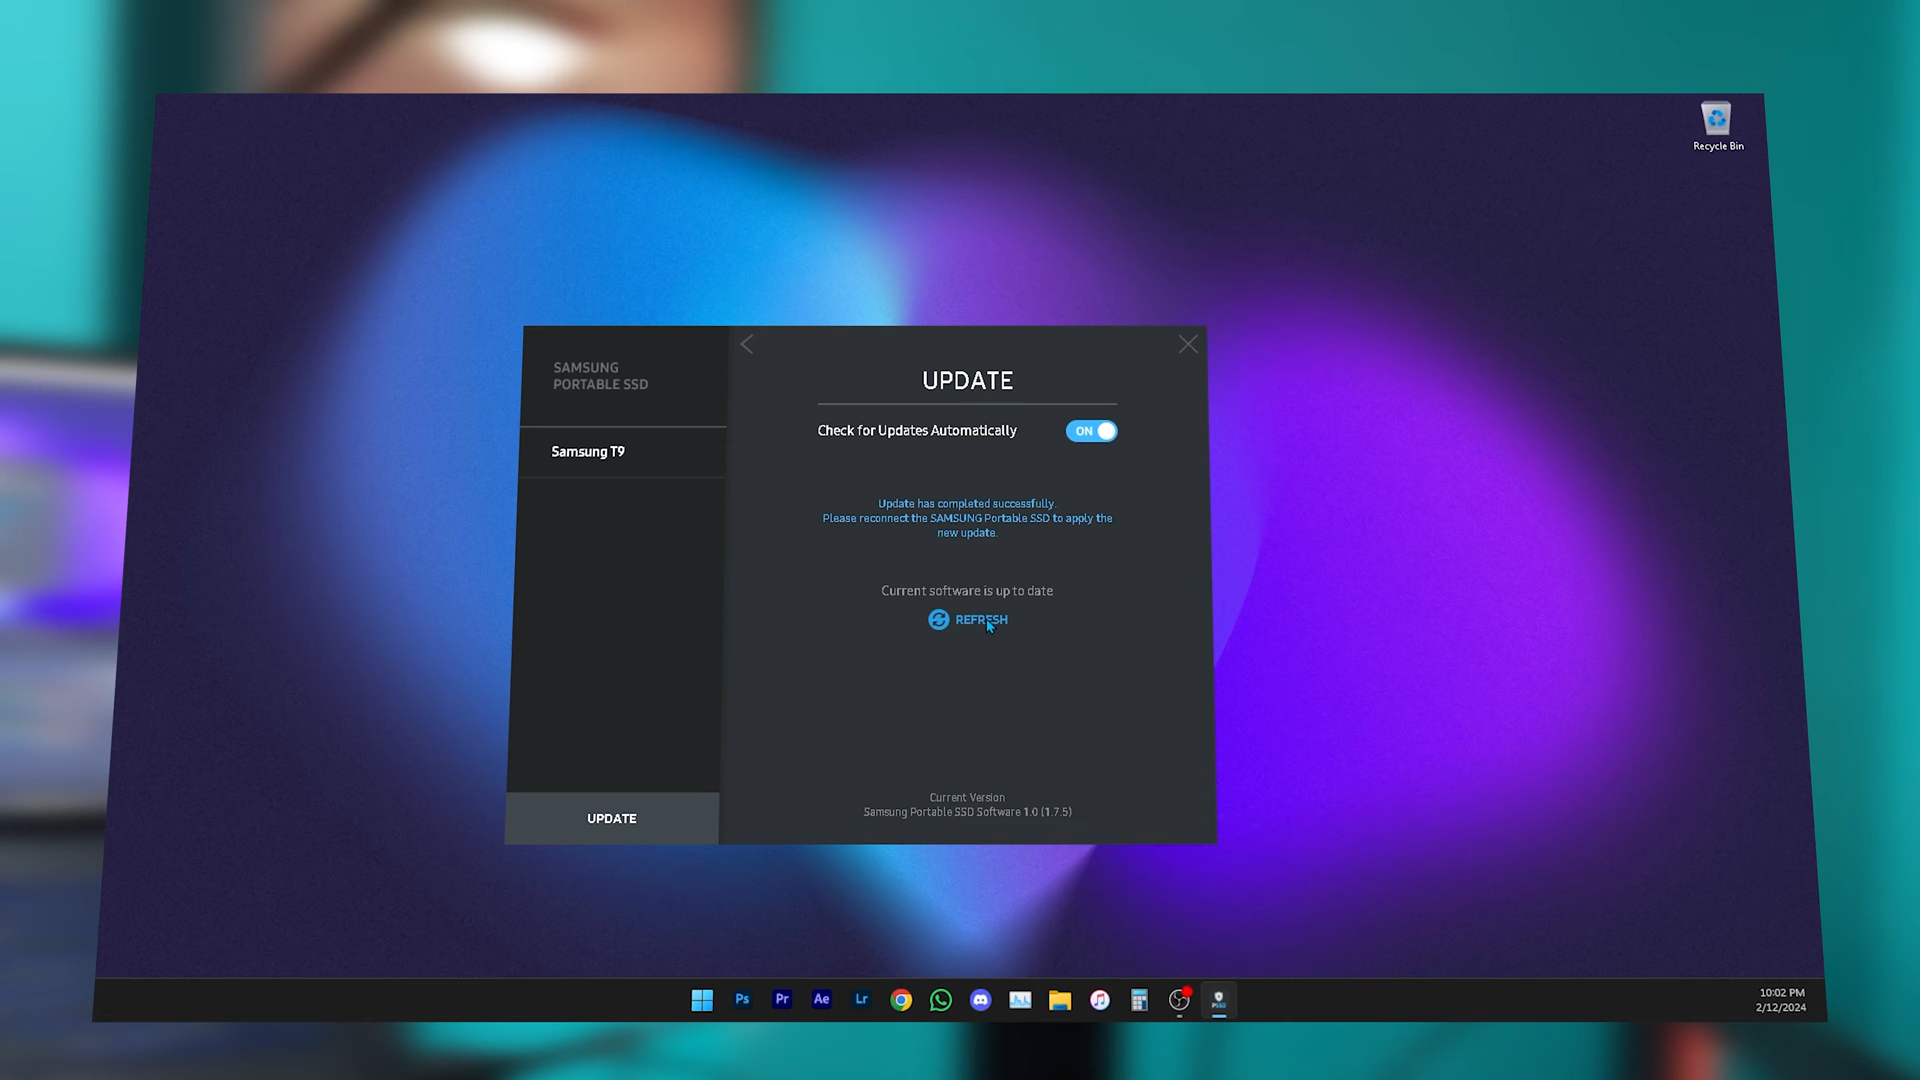 Recycle Bin
SAMSUNG
PORTABLE SSD
Samsung T9
UPDATE
UPDATE
Check for Updates Automatically
ON
Update has completed successfully.
Please reconnect the SAMSUNG Portable SSD to apply the
new update.
Current software is up to date
REFRESH
Current Version
Samsung Portable SSD Software 1.0 (1.7.5)
Ps
Pr
Ae
Lr
PSSD
10:02 PM
2/12/2024